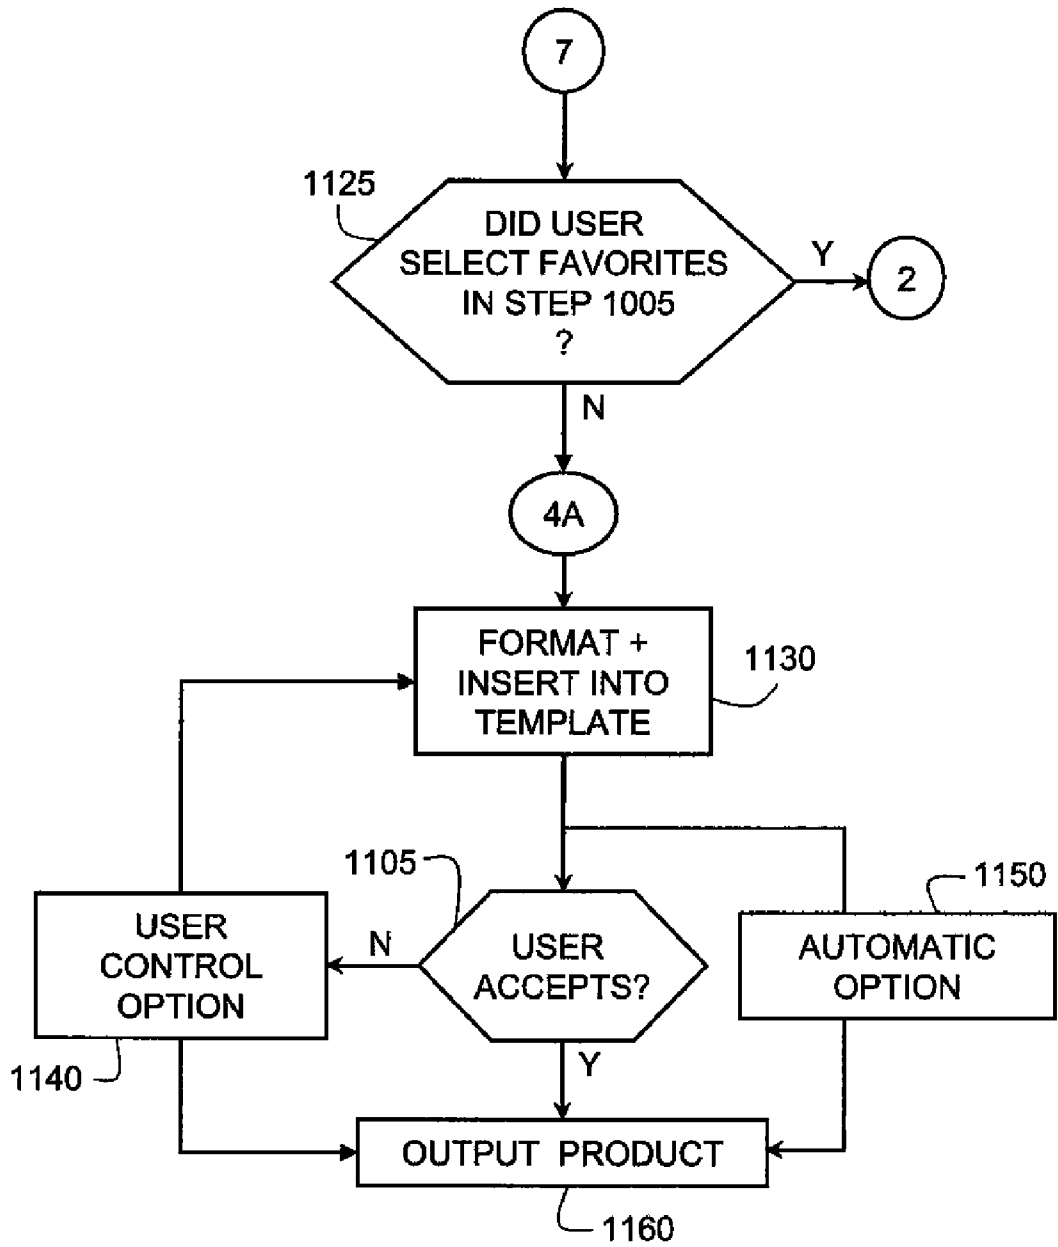 7
1125
DID USER
SELECT FAVORITES
IN STEP 1005
?
Y
2
N
4A
FORMAT +
INSERT INTO
TEMPLATE
1130
1105
1150
USER
CONTROL
OPTION
N
USER
ACCEPTS?
AUTOMATIC
OPTION
1140
Y
OUTPUT PRODUCT
1160